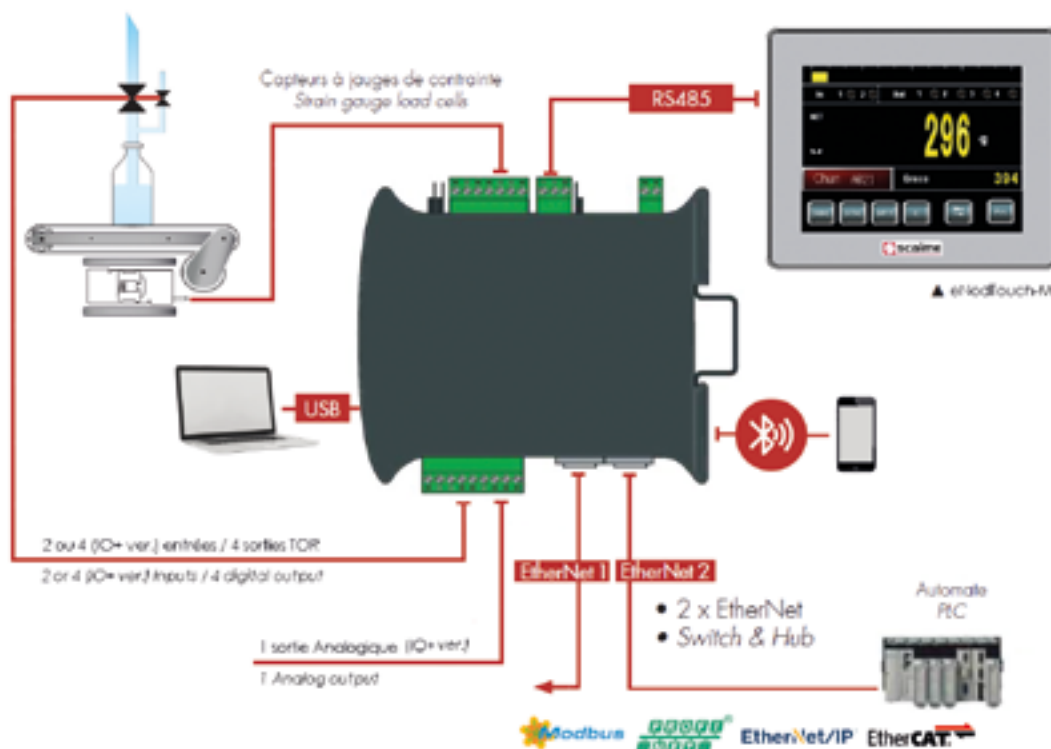 Capteurs à jauges de contrainte
Strain gauge load cells
RS485
296
394
scaime
▲ eNodTouch-M
USB
2 ou 4 (IO+ ver.) entrées / 4 sorties TOR
2 or 4 (IO+ ver.) Inputs / 4 digital output
EtherNet 1
EtherNet 2
• 2 x EtherNet
• Switch & Hub
Automate
PLC
1 sortie Analogique (IO+ ver.)
1 Analog output
Modbus
EtherNet/IP
EtherCAT